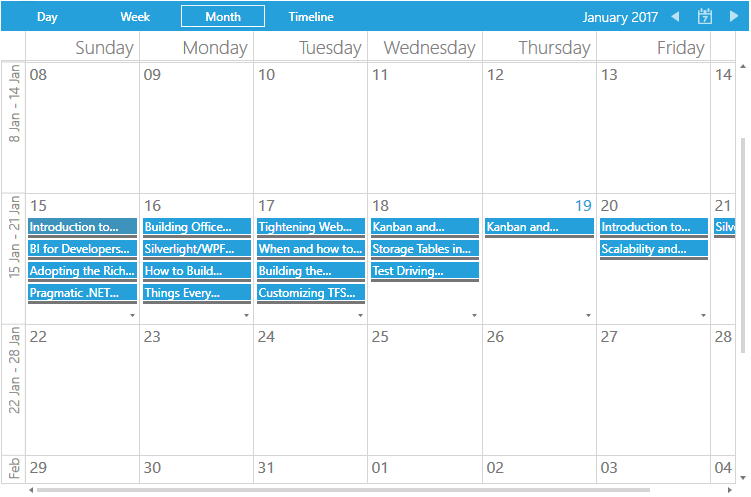 Day Week Month Timeline January 2017 7
Sunday Monday Tuesday Wednesday Thursday Friday
8 Jan - 14 Jan
08 09 10 11 12 13 14
15 Jan - 21 Jan
15 16 17 18 19 20 21
Introduction to... Building Office... Tightening Web... Kanban and... Kanban and... Introduction to... Silve
BI for Developers... Silverlight/WPF... When and how to... Storage Tables in... Scalability and...
Adopting the Rich... How to Build... Building the... Test Driving...
Pragmatic .NET... Things Every... Customizing TFS...
22 Jan - 28 Jan
22 23 24 25 26 27 28
Feb
29 30 31 01 02 03 04